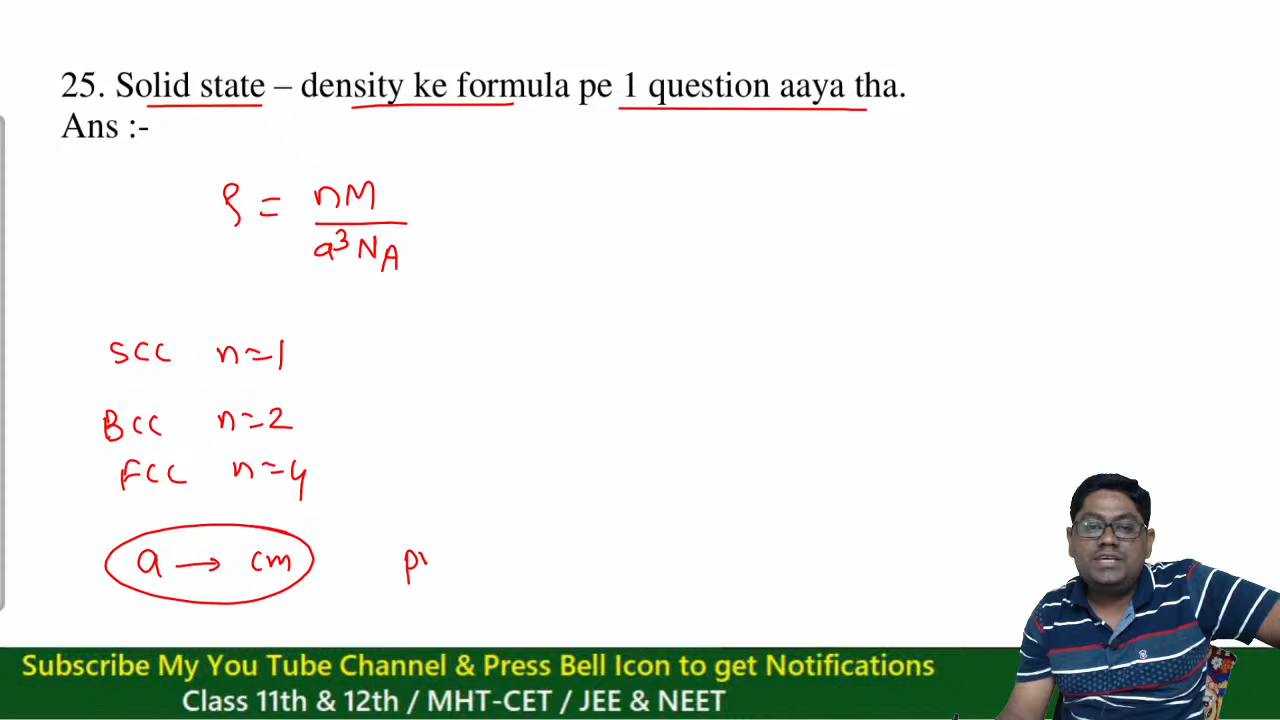 25. Solid state – density ke formula pe 1 question aaya tha.
Ans :-
ρ = nM / a³ N_A
SCC n=1
BCC n=2
FCC n=4
a → cm
Subscribe My You Tube Channel & Press Bell Icon to get Notifications
Class 11th & 12th / MHT-CET / JEE & NEET